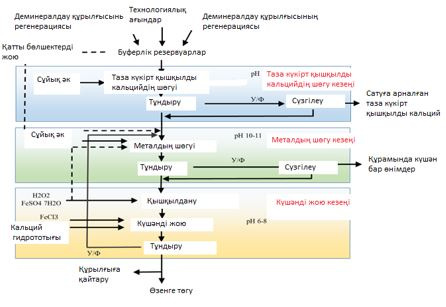 Технологиялық
ағындар
Деминералдау құрылғысынь
регенерациясы
Деминералдау құрылғысының
регенерациясы
Қатты бөлшектерді
жою
Буферлік резервуарлар
Сұйық әк
Таза күкірт қышқылды
кальцийдің шөгуі
pH
Таза күкірт қышқылды
кальцийдің шөгу кезеңі
Тұндыру
У/Ф
Сүзгілеу
Сатуға арналған
таза күкірт
қышқылды кальций
Сұйық әк
Металдың шөгуі
pH 10-11
Металдың шөгу кезеңі
Тұндыру
У/Ф
Сүзгілеу
Құрамында күшән
бар өнімдер
H2O2
FeSO4 7H2O
Қышқылдану
Күшәнді жою кезеңі
FeCl3
Кальций
гидрототығы
Күшәнді жою
pH 6-8
Тұндыру
У/Ф
Құрылғыға
қайтару
Өзенге төгу